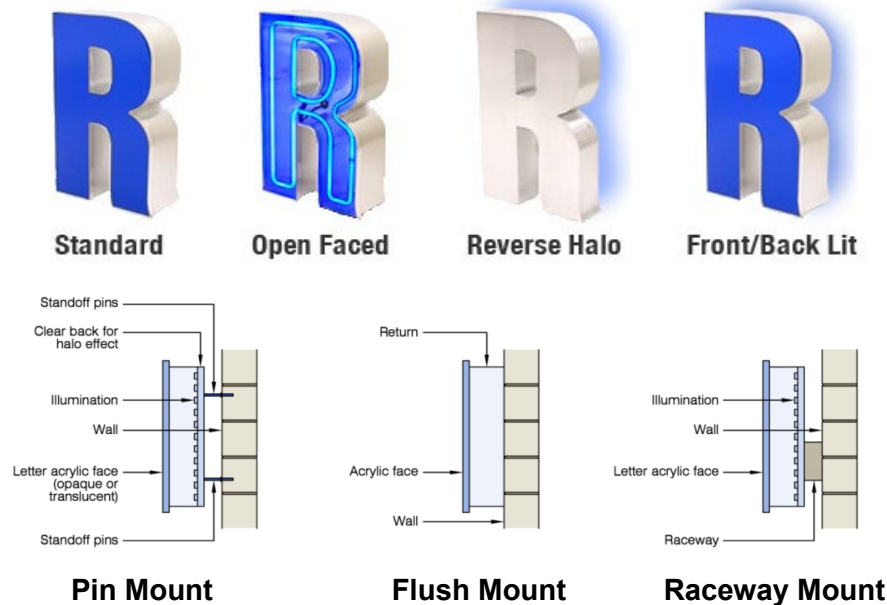 Standard
Open Faced
Reverse Halo
Front/Back Lit
Standoff pins
Clear back for
halo effect
Illumination
Wall
Letter acrylic face
(opaque or
translucent)
Standoff pins
Pin Mount
Return
Acrylic face
Wall
Flush Mount
Illumination
Wall
Letter acrylic face
Raceway
Raceway Mount